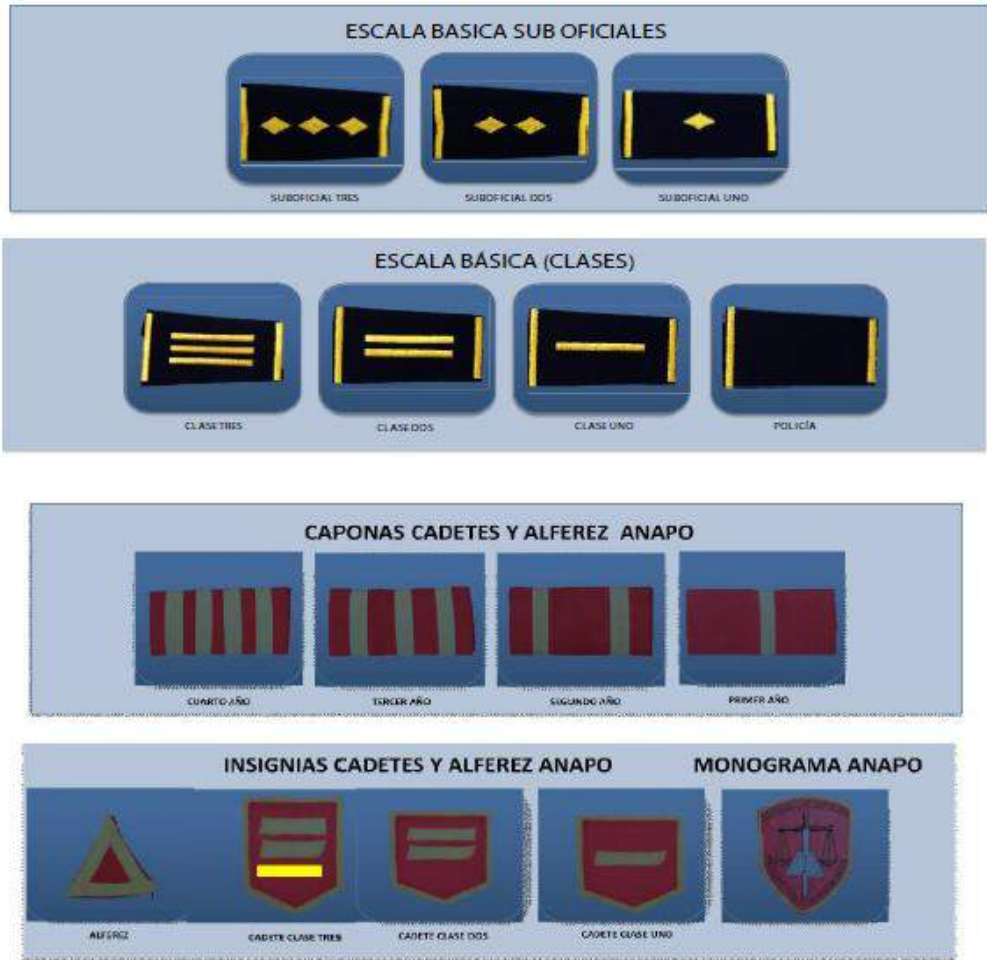 ESCALA BASICA SUB OFICIALES
SUBOFICIAL TRES SUBOFICIAL DOS SUBOFICIAL UNO
ESCALA BÁSICA (CLASES)
CLASE TRES CLASE DOS CLASE UNO POLICÍA
CAPONAS CADETES Y ALFEREZ ANAPO
CUARTO AÑO TERCER AÑO SEGUNDO AÑO PRIMER AÑO
INSIGNIAS CADETES Y ALFEREZ ANAPO MONOGRAMA ANAPO
ALFEREZ CADETE CLASE TRES CADETE CLASE DOS CADETE CLASE UNO